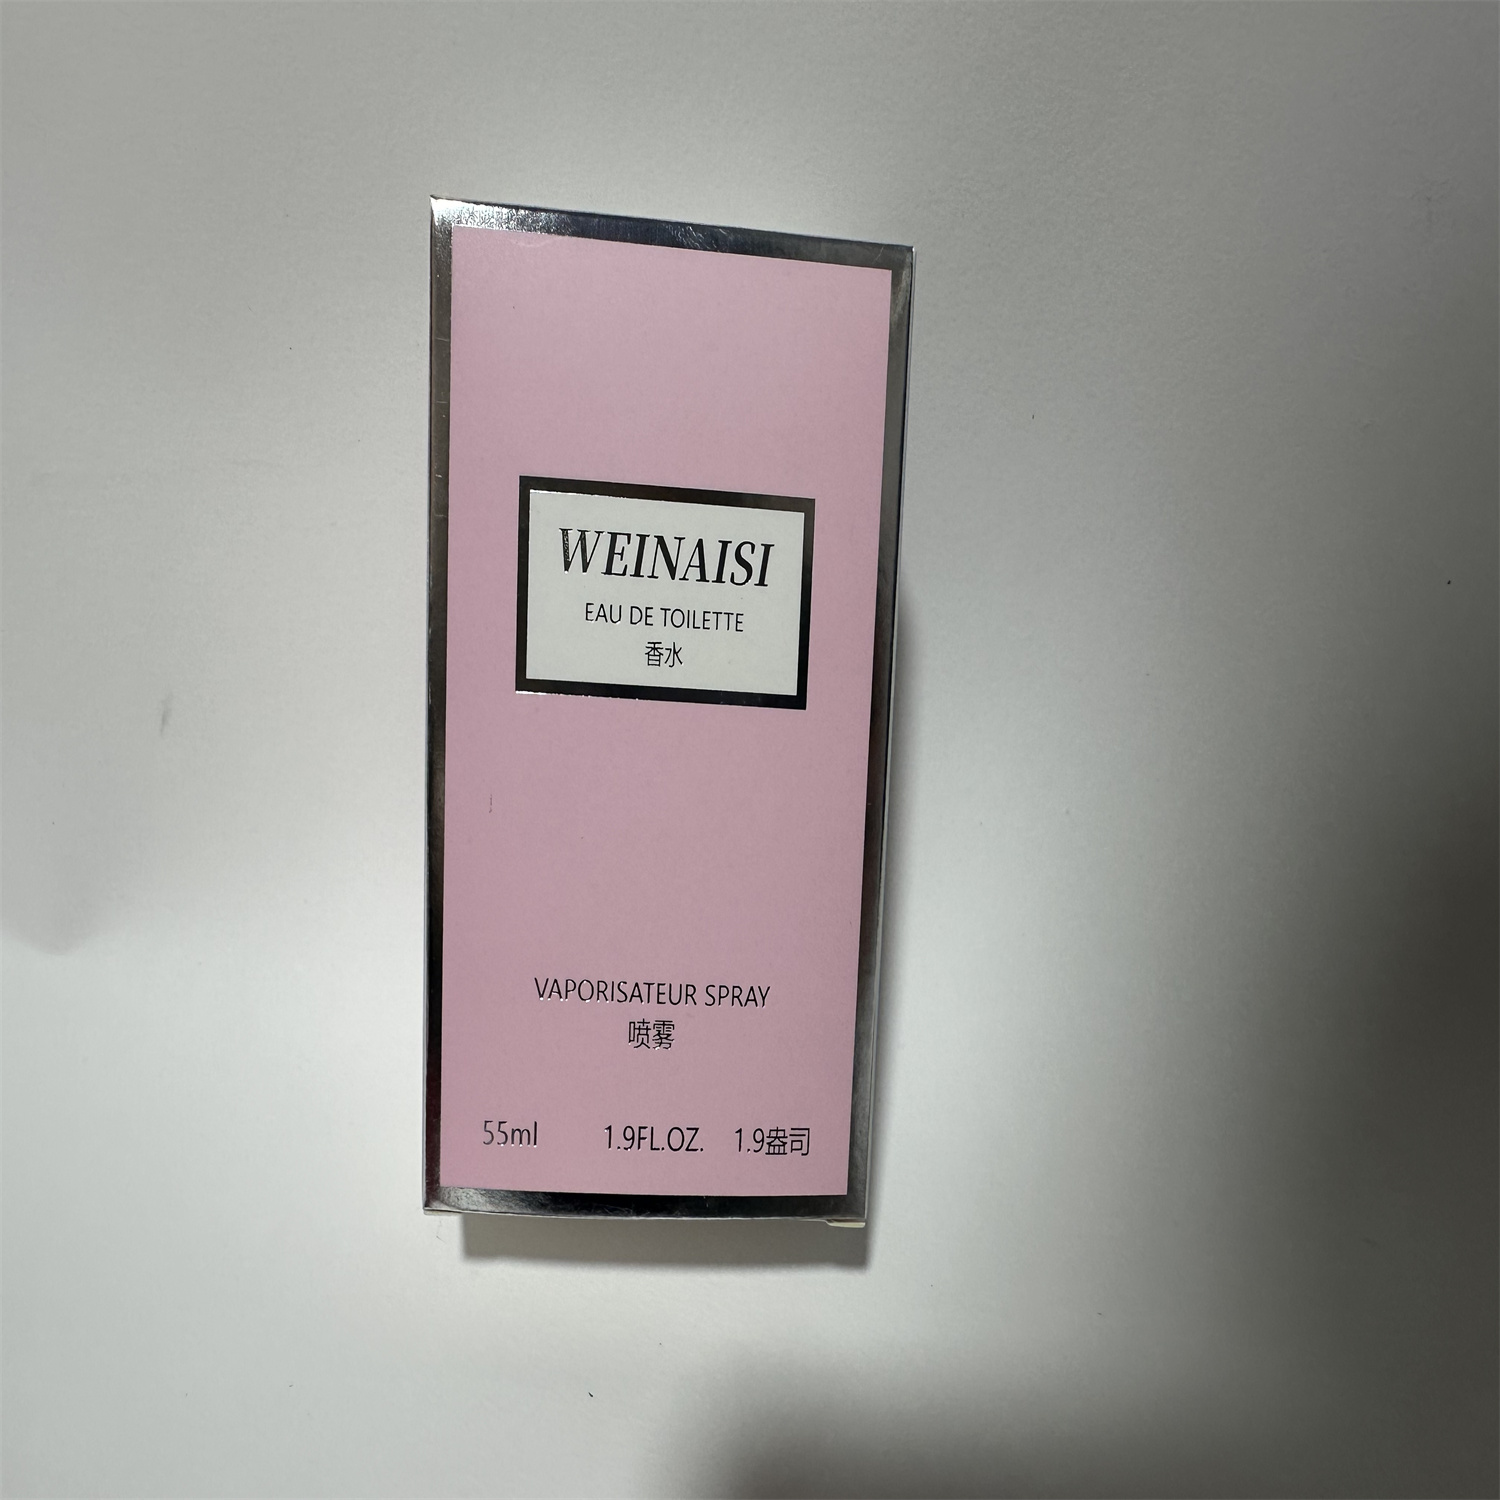 WEINAISI
EAU DE TOILETTE
香水
VAPORISATEUR SPRAY
喷雾
55ml 1.9FL.OZ. 1.9盎司